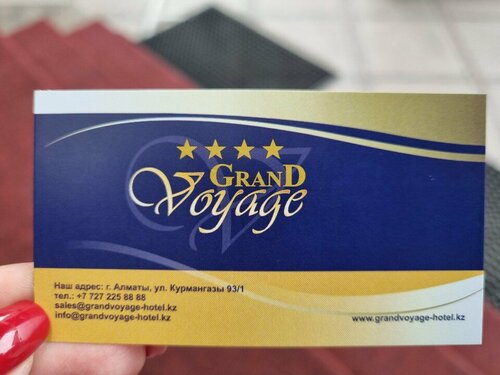 GRAND
Voyage
Наш адрес: г. Алматы, ул. Курмангазы 93/1
тел.: +7 727 225 88 88
sales@grandvoyage-hotel.kz
info@grandvoyage-hotel.kz
www.grandvoyage-hotel.kz